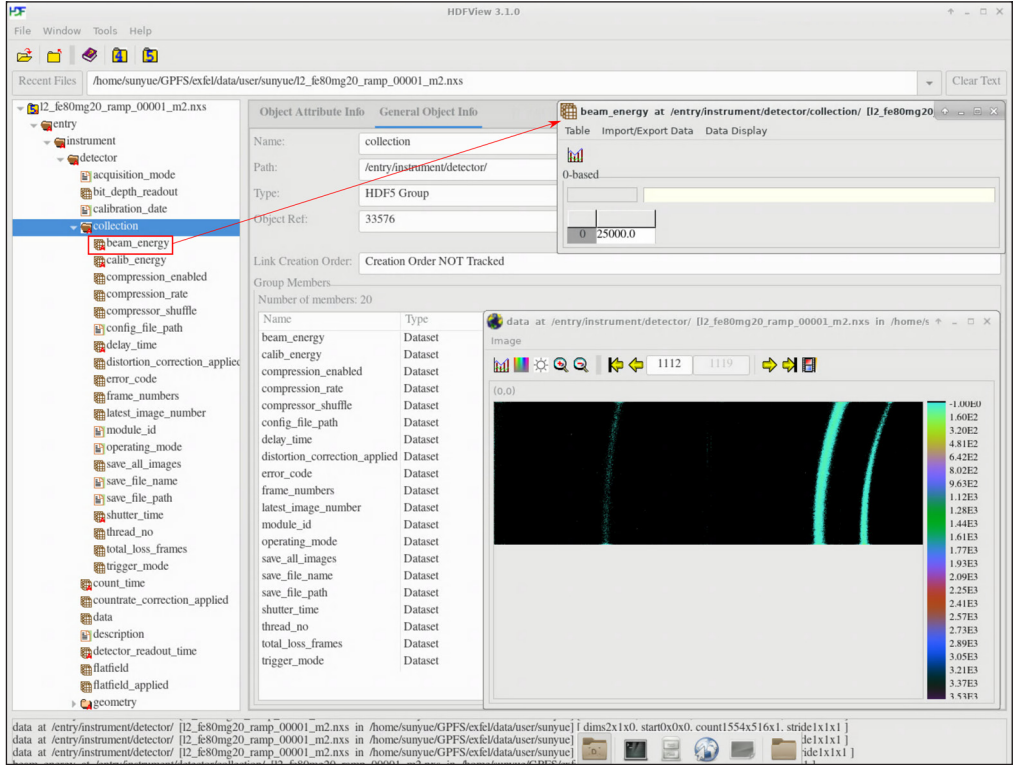 HDFView 3.1.0
File Window Tools Help
Recent Files /home/sunyue/GPFS/exfel/data/user/sunyue/l2_fe80mg20_ramp_00001_m2.nxs Clear Text
l2_fe80mg20_ramp_00001_m2.nxs
entry
instrument
detector
acquisition_mode
bit_depth_readout
calibration_date
collection
beam_energy
calib_energy
compression_enabled
compression_rate
compressor_shuffle
config_file_path
delay_time
distortion_correction_applied
error_code
frame_numbers
latest_image_number
module_id
operating_mode
save_all_images
save_file_name
save_file_path
shutter_time
thread_no
total_loss_frames
trigger_mode
count_time
countrate_correction_applied
data
description
detector_readout_time
flatfield
flatfield_applied
geometry
Object Attribute Info General Object Info
Name: collection
Path: /entry/instrument/detector/
Type: HDF5 Group
Object Ref: 33576
Link Creation Order: Creation Order NOT Tracked
Group Members
Number of members: 20
Name Type
beam_energy Dataset
calib_energy Dataset
compression_enabled Dataset
compression_rate Dataset
compressor_shuffle Dataset
config_file_path Dataset
delay_time Dataset
distortion_correction_applied Dataset
error_code Dataset
frame_numbers Dataset
latest_image_number Dataset
module_id Dataset
operating_mode Dataset
save_all_images Dataset
save_file_name Dataset
save_file_path Dataset
shutter_time Dataset
thread_no Dataset
total_loss_frames Dataset
trigger_mode Dataset
beam_energy at /entry/instrument/detector/collection/ [l2_fe80mg20
Table Import/Export Data Data Display
0-based
0 25000.0
data at /entry/instrument/detector/ [l2_fe80mg20_ramp_00001_m2.nxs in /home/s
Image
1112 1119
(0,0)
-1.00E0
1.60E2
3.20E2
4.81E2
6.42E2
8.02E2
9.63E2
1.12E3
1.28E3
1.44E3
1.61E3
1.77E3
1.93E3
2.09E3
2.25E3
2.41E3
2.57E3
2.73E3
2.89E3
3.05E3
3.21E3
3.37E3
3.53E3
data at /entry/instrument/detector/ [l2_fe80mg20_ramp_00001_m2.nxs in /home/sunyue/GPFS/exfel/data/user/sunyue] [ dims2x1x0, start0x0x0, count1554x516x1, stride1x1x1 ]
data at /entry/instrument/detector/ [l2_fe80mg20_ramp_00001_m2.nxs in /home/sunyue/GPFS/exfel/data/user/sunyue]
data at /entry/instrument/detector/ [l2_fe80mg20_ramp_00001_m2.nxs in /home/sunyue/GPFS/exfel/data/user/sunyue]